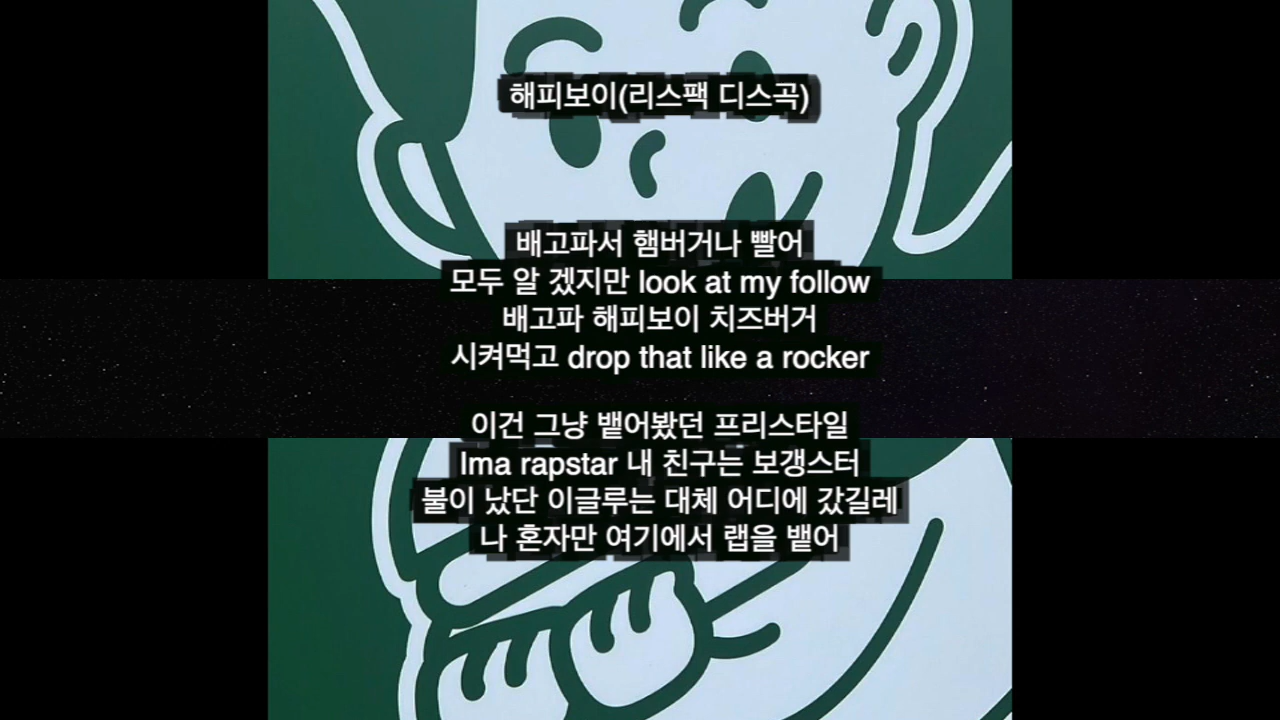 해피보이(리스팩 디스곡)
배고파서 햄버거나 빨어
모두 알 겠지만 look at my follow
배고파 해피보이 치즈버거
시켜먹고 drop that like a rocker
이건 그냥 뱉어봤던 프리스타일
Ima rapstar 내 친구는 보갱스터
불이 났단 이글루는 대체 어디에 갔길레
나 혼자만 여기에서 랩을 뱉어